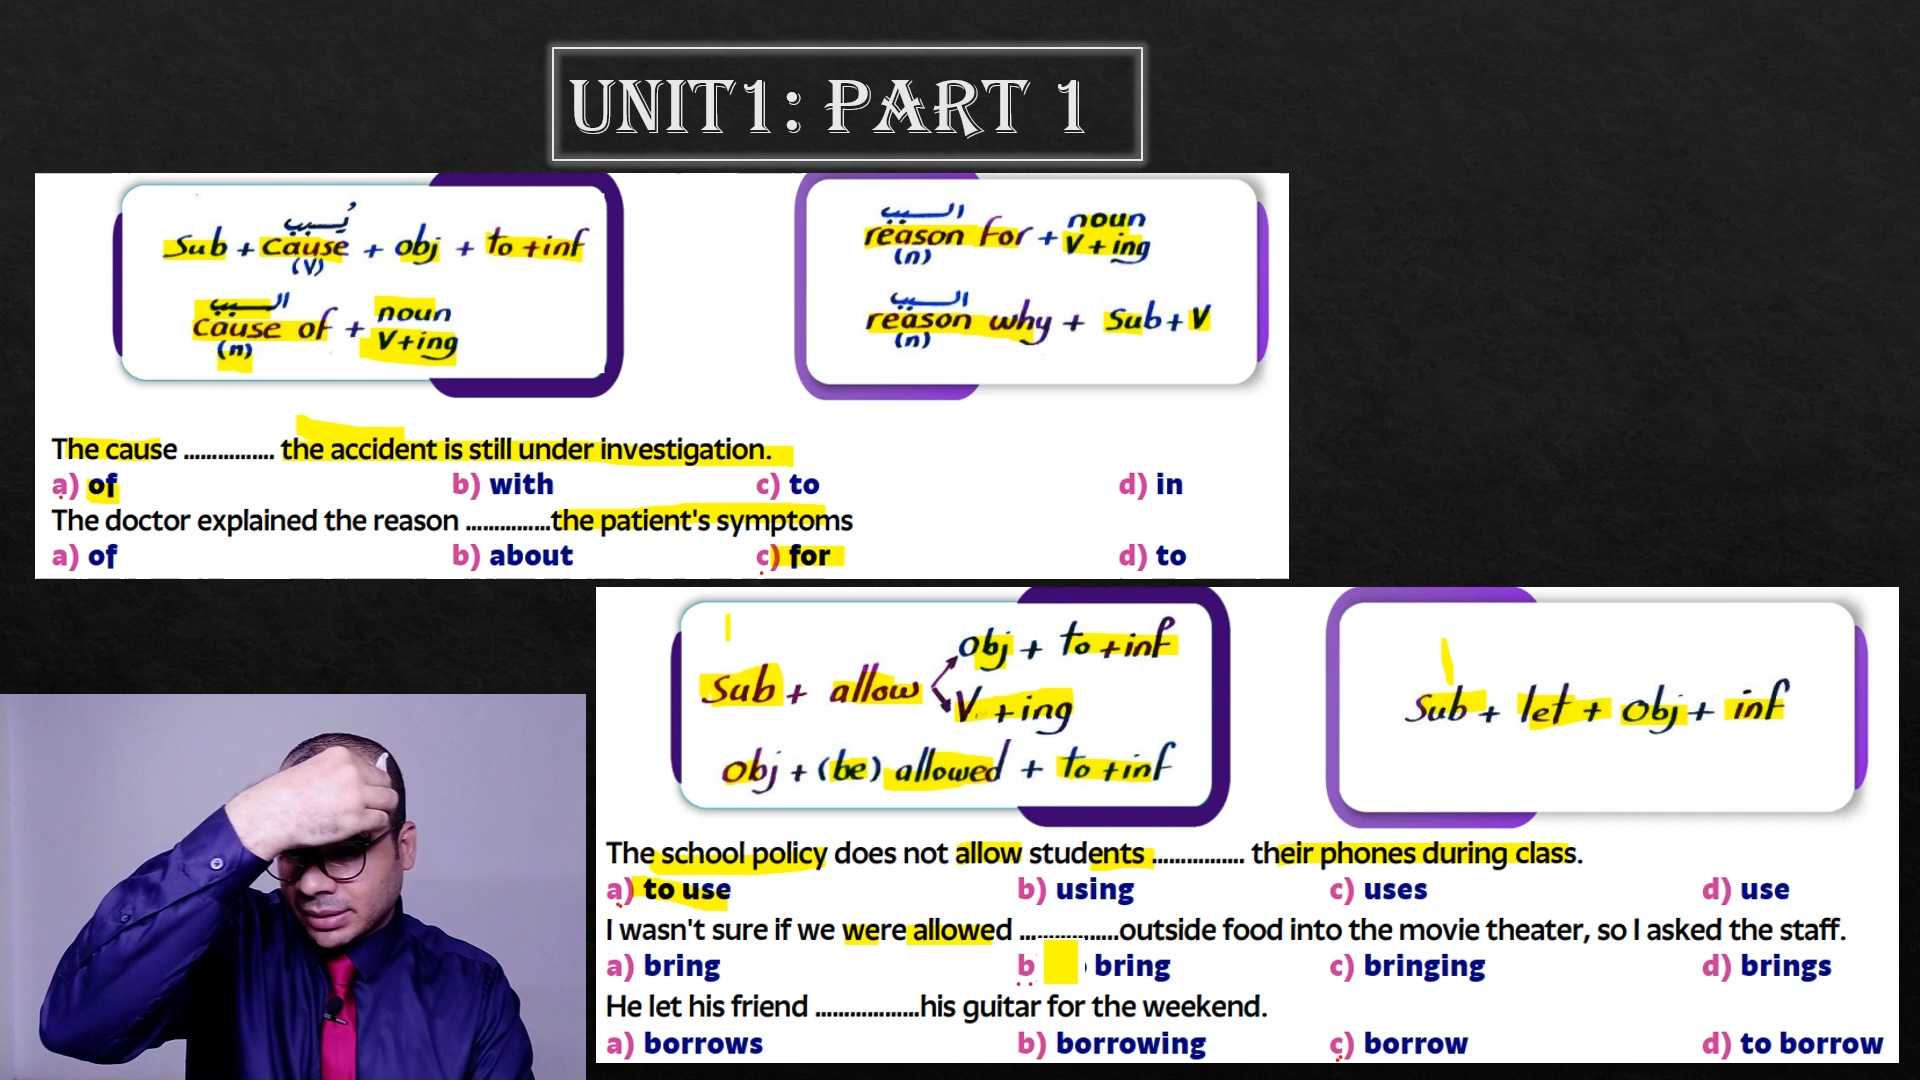 UNIT1: PART 1
يُسبب
Sub + cause + obj + to + inf
(V)
السبب
cause of + noun
V+ing
(n)
السبب
reason for + noun
V + ing
(n)
السبب
reason why + Sub + V
(n)
The cause ................ the accident is still under investigation.
a) of b) with c) to d) in
The doctor explained the reason ...............the patient's symptoms
a) of b) about c) for d) to
Sub + allow obj + to + inf
V + ing
obj + (be) allowed + to + inf
Sub + let + obj + inf
The school policy does not allow students ................ their phones during class.
a) to use b) using c) uses d) use
I wasn't sure if we were allowed .................outside food into the movie theater, so I asked the staff.
a) bring b bring c) bringing d) brings
He let his friend ..................his guitar for the weekend.
a) borrows b) borrowing c) borrow d) to borrow